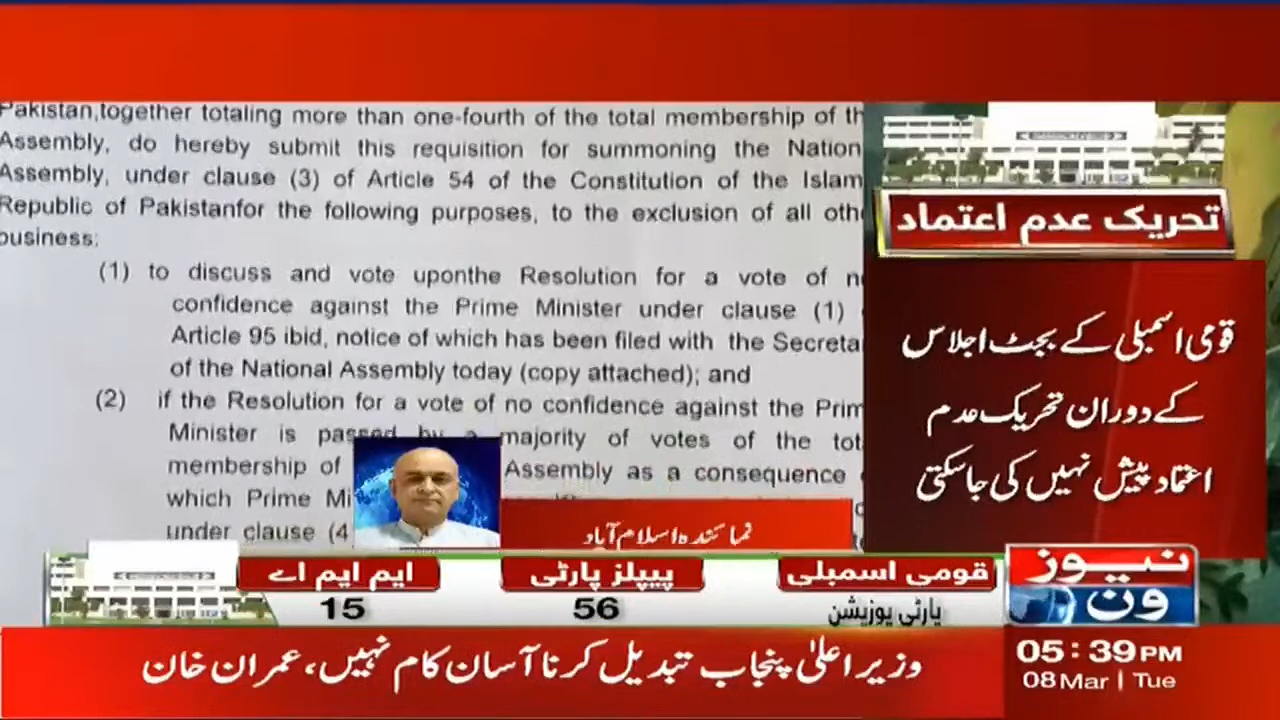 Pakistan,together totaling more than one-fourth of the total membership of th
Assembly, do hereby submit this requisition for summoning the Nation
Assembly, under clause (3) of Article 54 of the Constitution of the Islam
Republic of Pakistanfor the following purposes, to the exclusion of all othe
business:
(1) to discuss and vote uponthe Resolution for a vote of n
confidence against the Prime Minister under clause (1)
Article 95 ibid, notice of which has been filed with the Secreta
of the National Assembly today (copy attached); and
(2) if the Resolution for a vote of no confidence against the Prim
Minister is passed by a majority of votes of the tot
membership of Assembly as a consequence
which Prime Mi
under clause (4
تحریک عدم اعتماد
قومی اسمبلی کے بجٹ اجلاس
کے دوران تحریک عدم
اعتماد پیش نہیں کی جاسکتی
نمائندہ اسلام آباد
قومی اسمبلی
پارٹی پوزیشن
پیپلز پارٹی
56
ایم ایم اے
15
نیوز
ون
وزیراعلیٰ پنجاب تبدیل کرنا آسان کام نہیں، عمران خان
05:39 PM
08 Mar | Tue